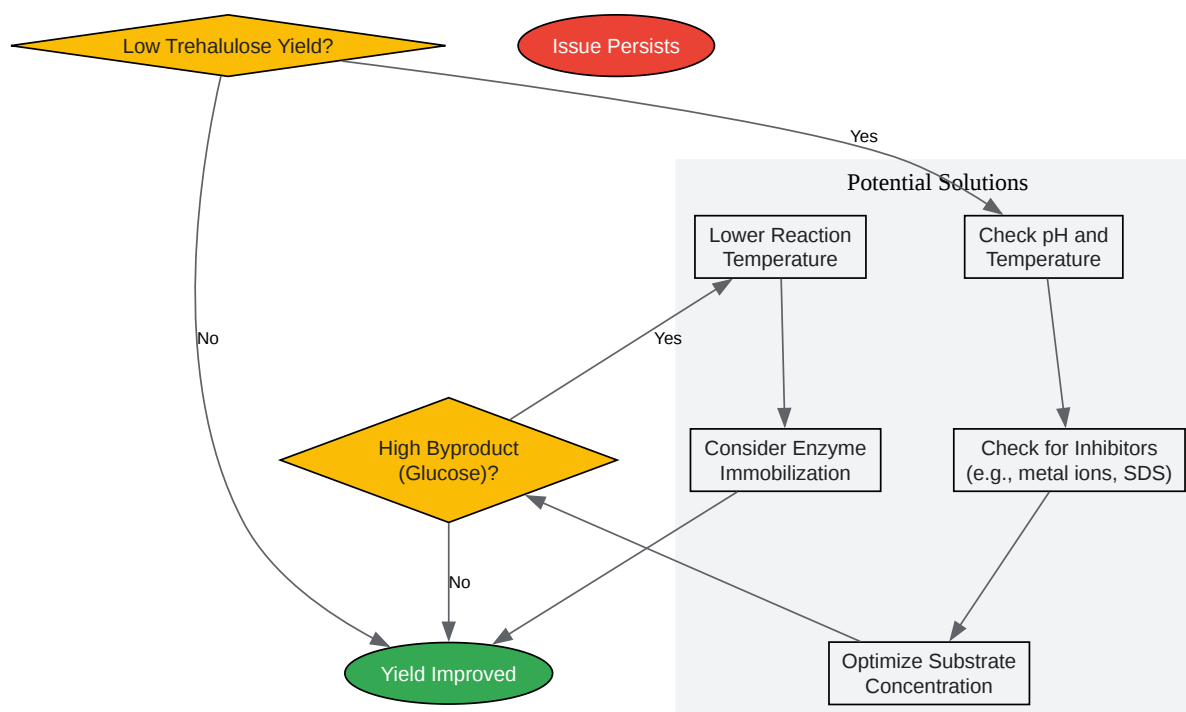 Low Trehalulose Yield?
Issue Persists
Yes
Potential Solutions
Lower Reaction
Temperature
Check pH and
Temperature
No
Yes
High Byproduct
(Glucose)?
Consider Enzyme
Immobilization
Check for Inhibitors
(e.g., metal ions, SDS)
No
Yield Improved
Optimize Substrate
Concentration